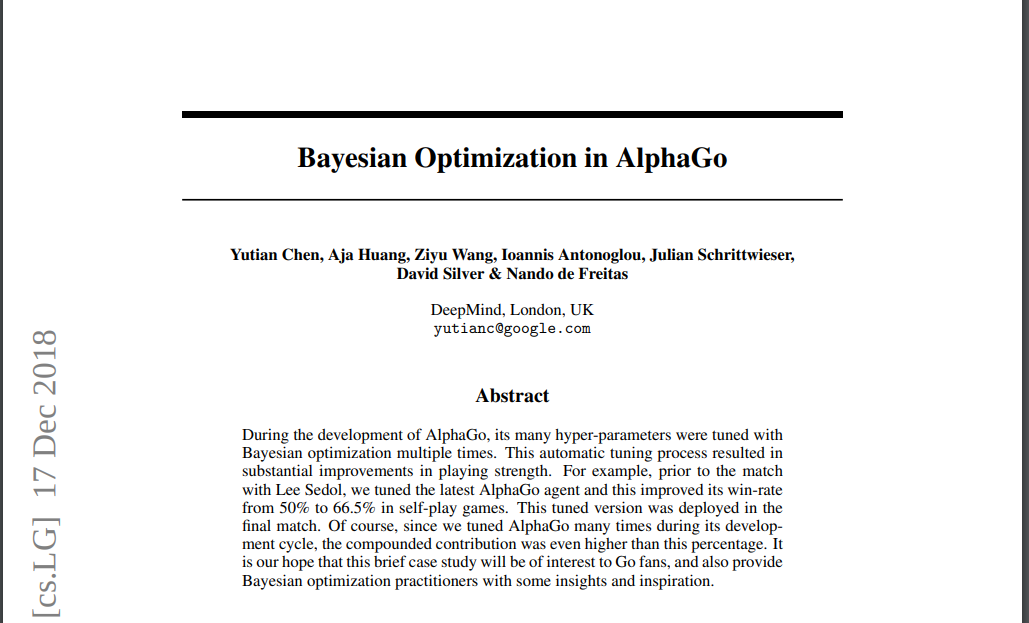 Bayesian Optimization in AlphaGo
Yutian Chen, Aja Huang, Ziyu Wang, Ioannis Antonoglou, Julian Schrittwieser,
David Silver & Nando de Freitas
DeepMind, London, UK
yutianc@google.com
Abstract
During the development of AlphaGo, its many hyper-parameters were tuned with
Bayesian optimization multiple times. This automatic tuning process resulted in
substantial improvements in playing strength. For example, prior to the match
with Lee Sedol, we tuned the latest AlphaGo agent and this improved its win-rate
from 50% to 66.5% in self-play games. This tuned version was deployed in the
final match. Of course, since we tuned AlphaGo many times during its develop-
ment cycle, the compounded contribution was even higher than this percentage. It
is our hope that this brief case study will be of interest to Go fans, and also provide
Bayesian optimization practitioners with some insights and inspiration.
[cs.LG] 17 Dec 2018